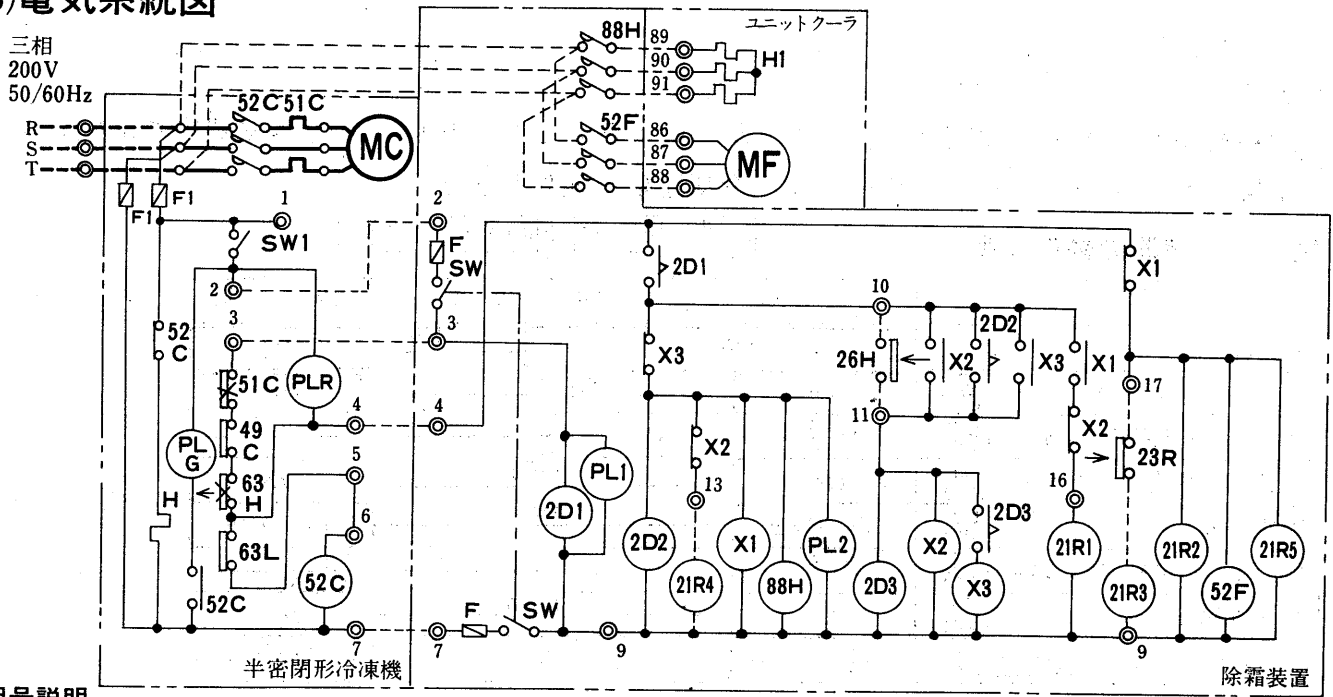 電気系統図
三相
200V
50/60Hz
R
S
T
52C 51C
MC
F1
F1
1
SW1
2
3
52
C
51C
PLR
49
C
PL
G
63
H
H
63L
52C
52C
4
5
6
7
半密閉形冷凍機
88H
89
90
91
H1
ユニットクーラ
52F
86
87
88
MF
2
F
SW
3
4
2D1
PL1
F
SW
7
9
2D1
X3
X2
13
2D2
21R4
X1
88H
PL2
10
26H
X2
2D2
X3
11
2D3
2D3
X2
X3
X1
X2
16
21R1
X1
17
23R
21R3
9
21R2
52F
21R5
除霜装置